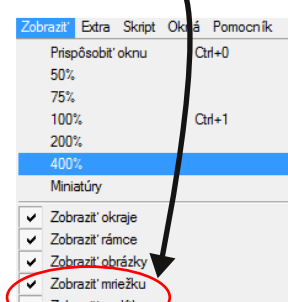 Zobraziť Extra Skript Okná Pomocník
Prispôsobiť oknu Ctrl+0
50%
75%
100% Ctrl+1
200%
400%
Miniatúry
Zobraziť okraje
Zobraziť rámce
Zobraziť obrázky
Zobraziť mriežku